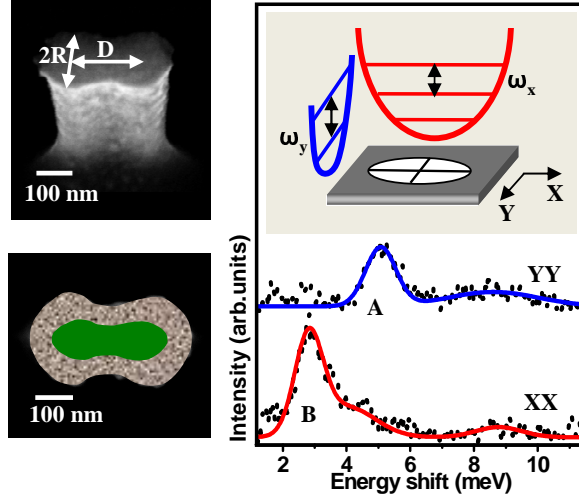 2R
D
100 nm
100 nm
ω_x
ω_y
X
Y
YY
A
XX
B
Intensity (arb.units)
2 4 6 8 10
Energy shift (meV)